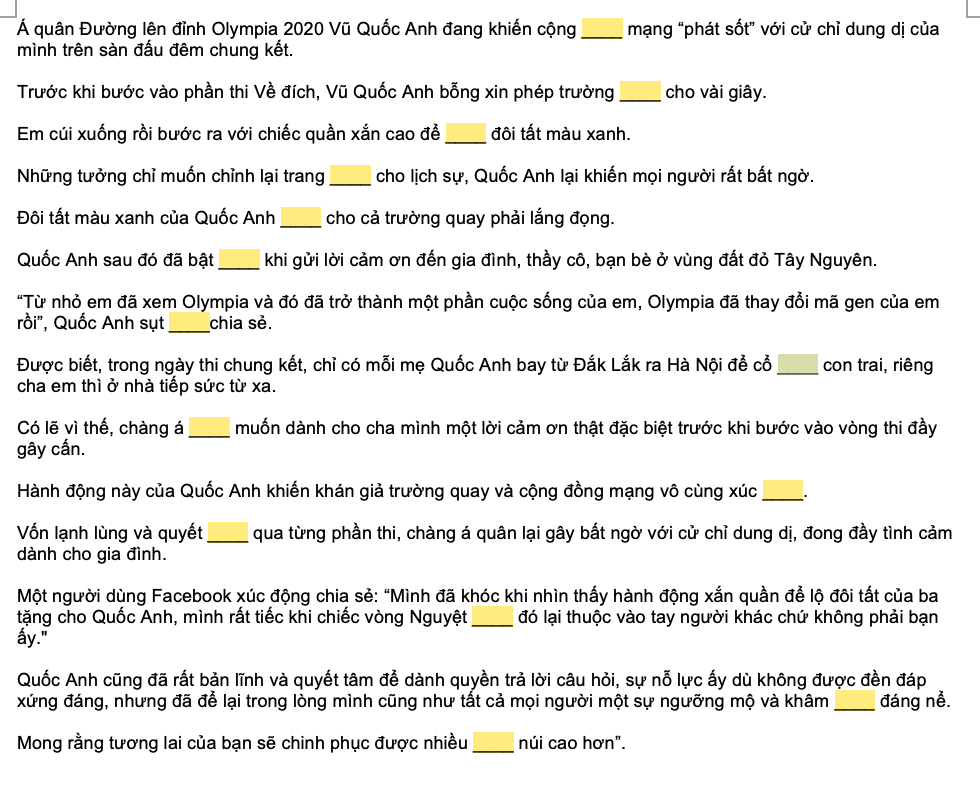 Á quân Đường lên đỉnh Olympia 2020 Vũ Quốc Anh đang khiến cộng ____ mạng “phát sốt” với cử chỉ dung dị của
mình trên sàn đấu đêm chung kết.
Trước khi bước vào phần thi Về đích, Vũ Quốc Anh bỗng xin phép trường ____ cho vài giây.
Em cúi xuống rồi bước ra với chiếc quần xắn cao để ____ đôi tất màu xanh.
Những tưởng chỉ muốn chỉnh lại trang ____ cho lịch sự, Quốc Anh lại khiến mọi người rất bất ngờ.
Đôi tất màu xanh của Quốc Anh ____ cho cả trường quay phải lắng đọng.
Quốc Anh sau đó đã bật ____ khi gửi lời cảm ơn đến gia đình, thầy cô, bạn bè ở vùng đất đỏ Tây Nguyên.
“Từ nhỏ em đã xem Olympia và đó đã trở thành một phần cuộc sống của em, Olympia đã thay đổi mã gen của em
rồi”, Quốc Anh sụt ____chia sẻ.
Được biết, trong ngày thi chung kết, chỉ có mỗi mẹ Quốc Anh bay từ Đắk Lắk ra Hà Nội để cổ ____ con trai, riêng
cha em thì ở nhà tiếp sức từ xa.
Có lẽ vì thế, chàng á ____ muốn dành cho cha mình một lời cảm ơn thật đặc biệt trước khi bước vào vòng thi đầy
gây cấn.
Hành động này của Quốc Anh khiến khán giả trường quay và cộng đồng mạng vô cùng xúc ____.
Vốn lạnh lùng và quyết ____ qua từng phần thi, chàng á quân lại gây bất ngờ với cử chỉ dung dị, đong đầy tình cảm
dành cho gia đình.
Một người dùng Facebook xúc động chia sẻ: “Mình đã khóc khi nhìn thấy hành động xắn quần để lộ đôi tất của ba
tặng cho Quốc Anh, mình rất tiếc khi chiếc vòng Nguyệt ____ đó lại thuộc vào tay người khác chứ không phải bạn
ấy."
Quốc Anh cũng đã rất bản lĩnh và quyết tâm để dành quyền trả lời câu hỏi, sự nỗ lực ấy dù không được đền đáp
xứng đáng, nhưng đã để lại trong lòng mình cũng như tất cả mọi người một sự ngưỡng mộ và khâm ____ đáng nể.
Mong rằng tương lai của bạn sẽ chinh phục được nhiều ____ núi cao hơn”.